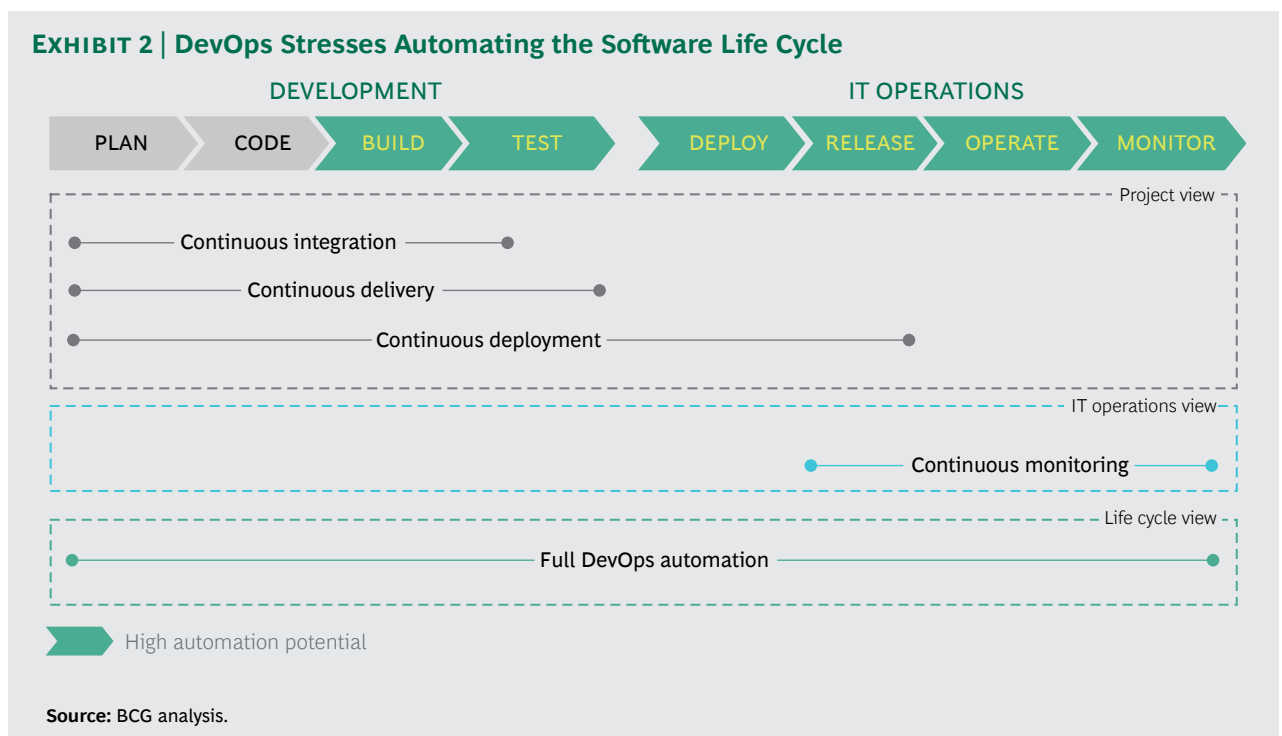 EXHIBIT 2 | DevOps Stresses Automating the Software Life Cycle
DEVELOPMENT IT OPERATIONS
PLAN CODE BUILD TEST DEPLOY RELEASE OPERATE MONITOR
Project view
Continuous integration
Continuous delivery
Continuous deployment
IT operations view
Continuous monitoring
Life cycle view
Full DevOps automation
High automation potential
Source: BCG analysis.